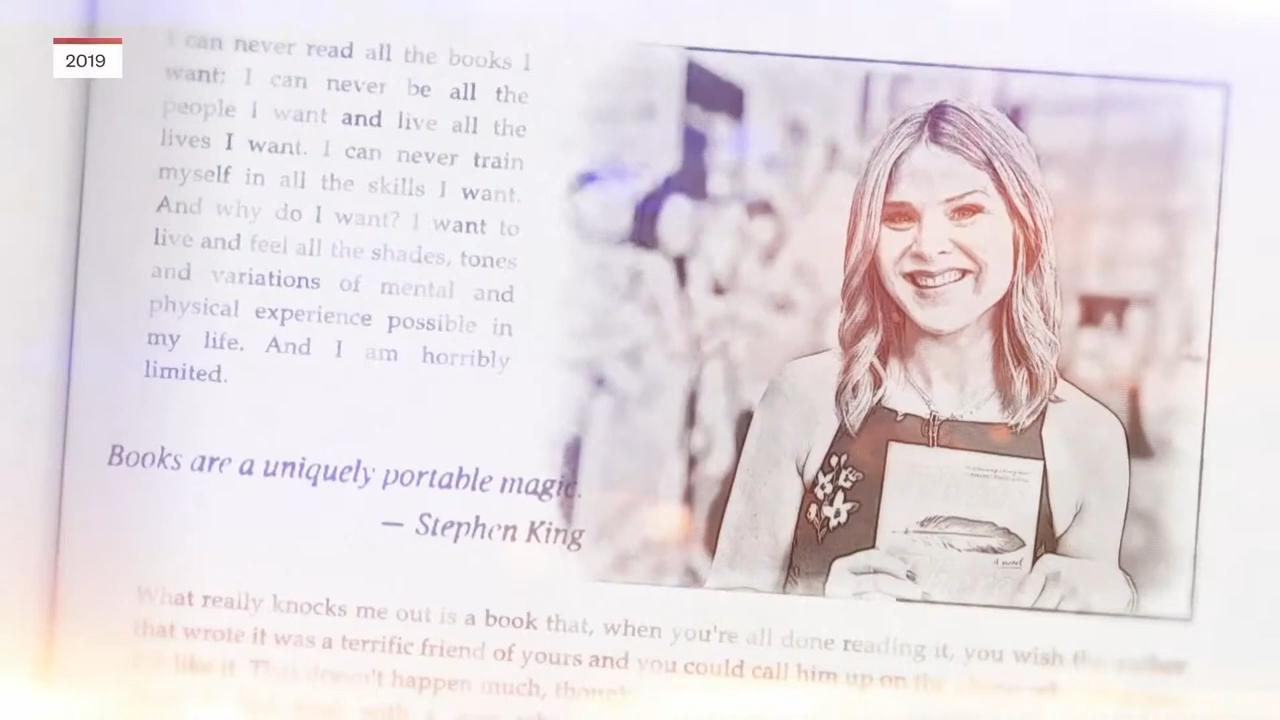 2019
I can never read all the books I
want; I can never be all the
people I want and live all the
lives I want. I can never train
myself in all the skills I want.
And why do I want? I want to
live and feel all the shades, tones
and variations of mental and
physical experience possible in
my life. And I am horribly
limited.
Books are a uniquely portable magic.
— Stephen King
a novel
What really knocks me out is a book that, when you're all done reading it, you wish the author
that wrote it was a terrific friend of yours and you could call him up on the
like it. That doesn't happen much, though